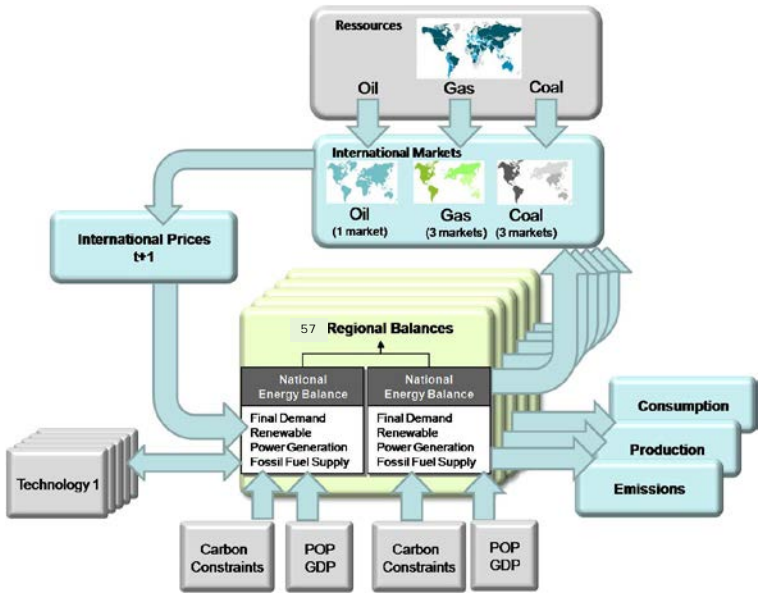 Ressources
Oil Gas Coal
International Markets
Oil Gas Coal
(1 market) (3 markets) (3 markets)
International Prices
t+1
57 Regional Balances
National National
Energy Balance Energy Balance
Final Demand Final Demand
Renewable Renewable
Power Generation Power Generation
Fossil Fuel Supply Fossil Fuel Supply
Consumption
Production
Emissions
Technology 1
Carbon POP Carbon POP
Constraints GDP Constraints GDP